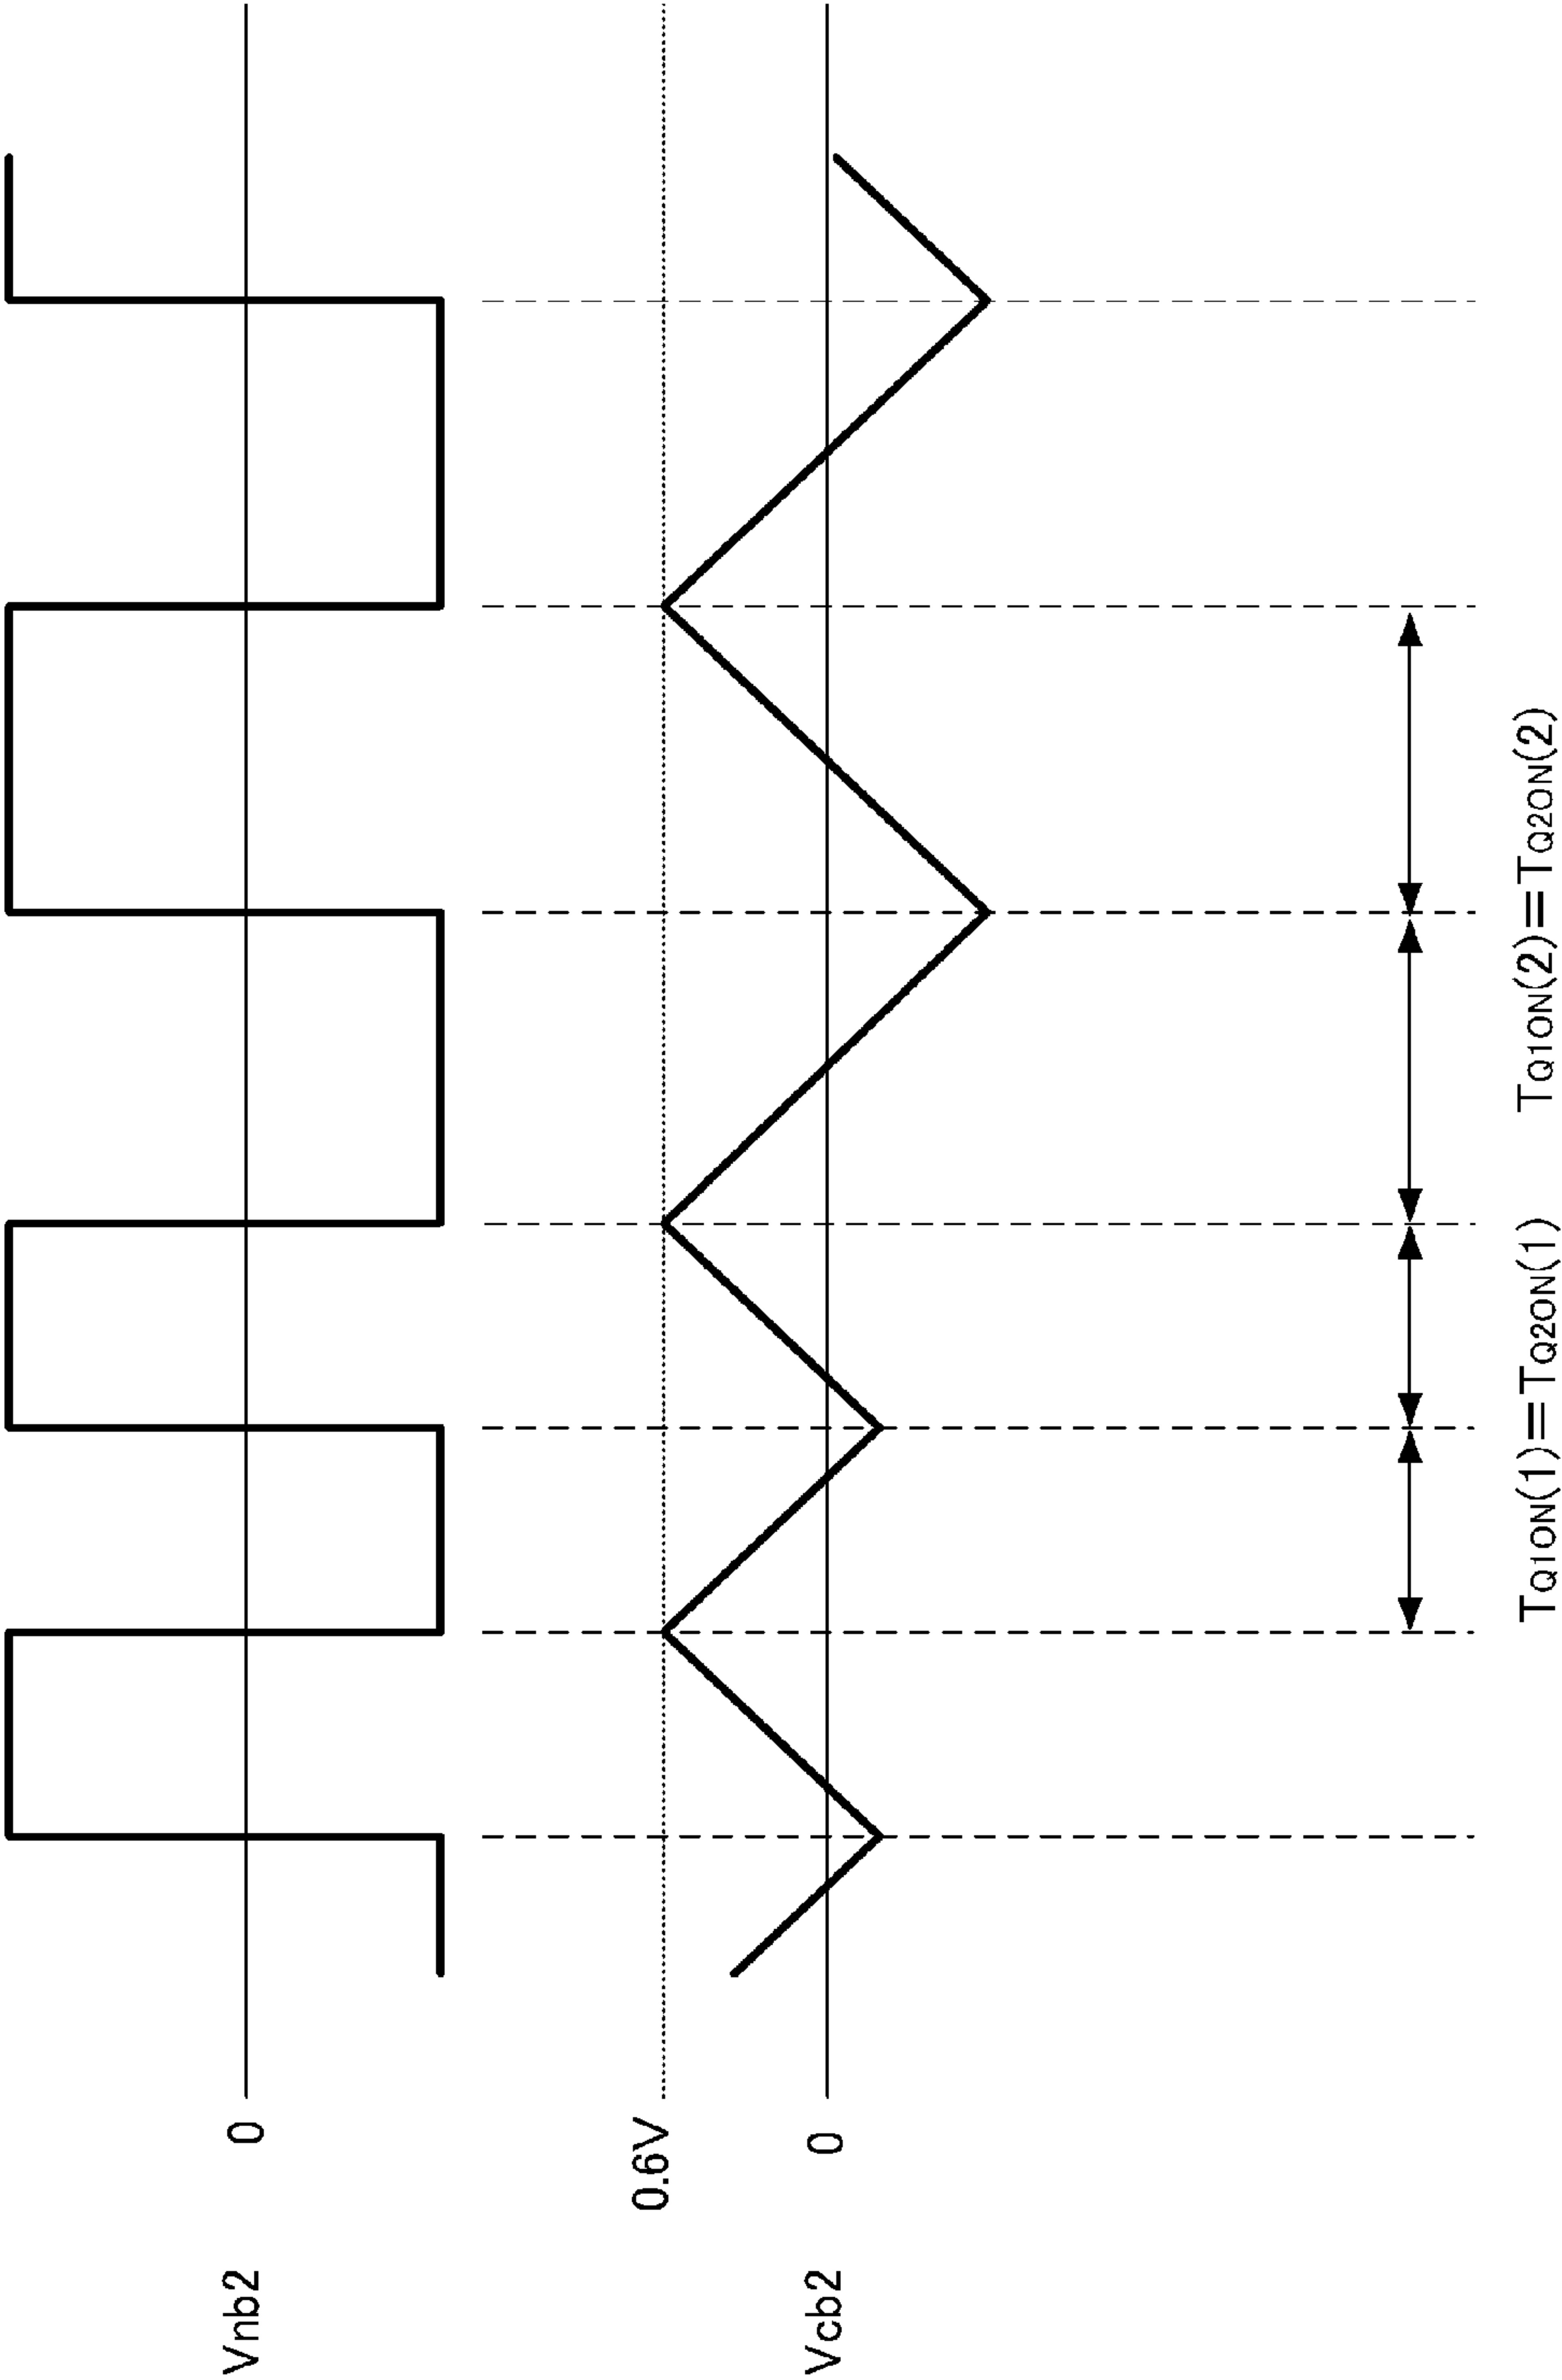 Vnb2 0
0.6V
Vcb2 0
TQ1ON(1)=TQ2ON(1) TQ1ON(2)=TQ2ON(2)